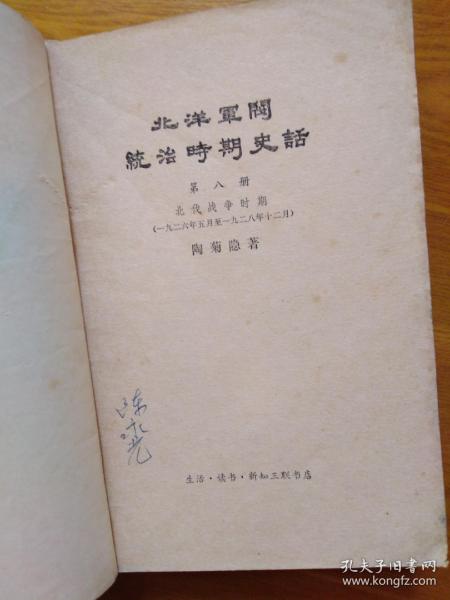 北洋軍閥
統治時期史話
第八册
北伐战争时期
(一九二六年五月至一九二八年十二月)
陶菊隐著
生活·读书·新知三联书店
孔夫子旧书网
www.kongfz.com